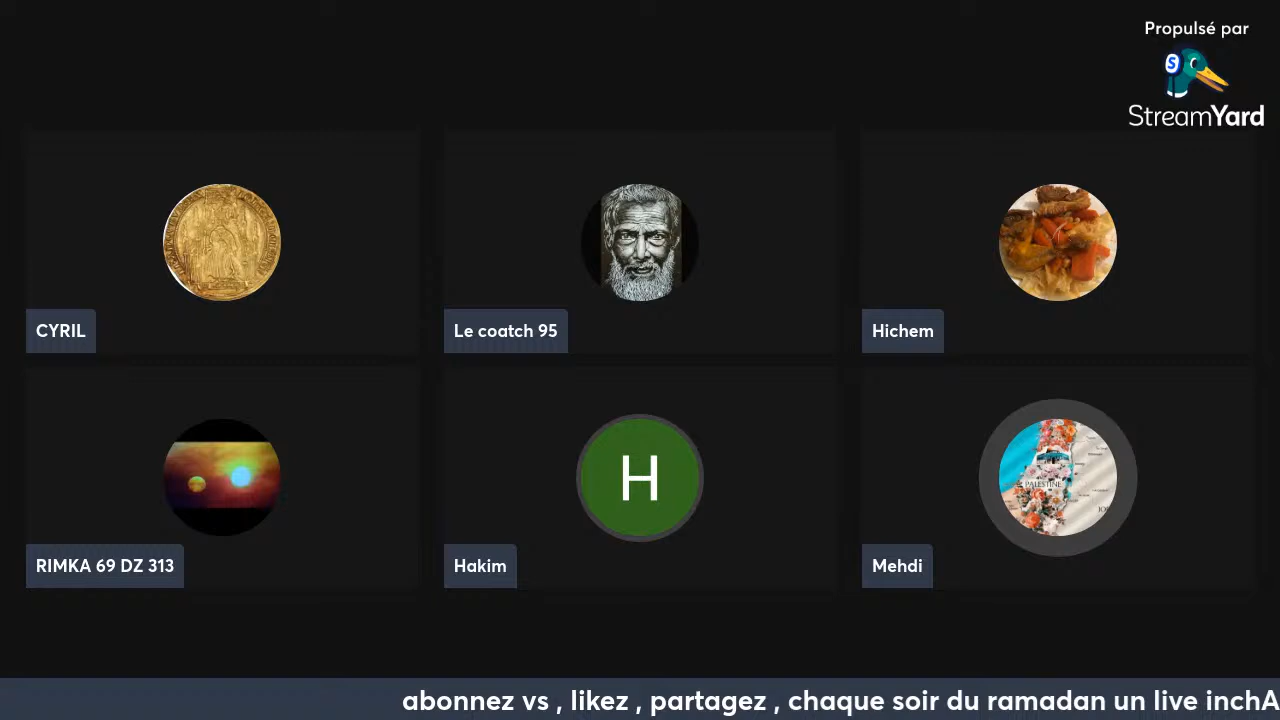 Propulsé par
S
StreamYard
CYRIL
Le coatch 95
Hichem
PALESTINE
RIMKA 69 DZ 313
H
Hakim
Mehdi
abonnez vs , likez , partagez , chaque soir du ramadan un live inchA